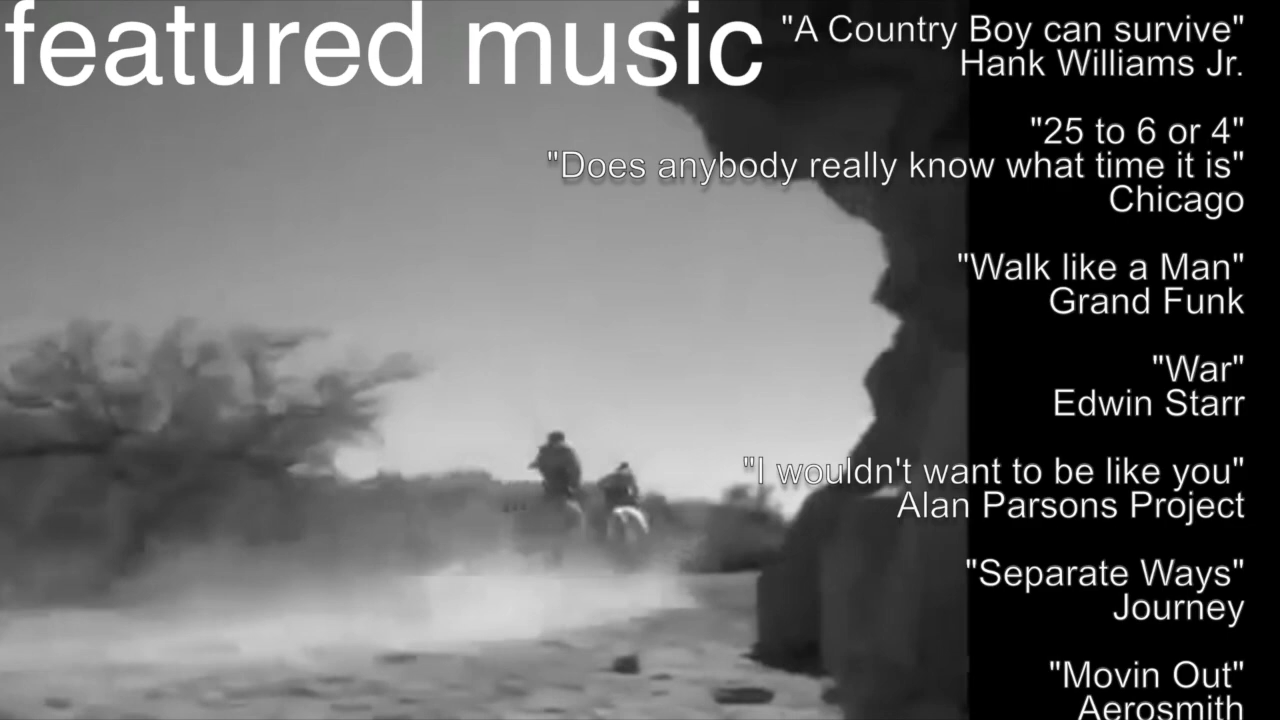 featured music
"A Country Boy can survive"
Hank Williams Jr.
"25 to 6 or 4"
"Does anybody really know what time it is"
Chicago
"Walk like a Man"
Grand Funk
"War"
Edwin Starr
"I wouldn't want to be like you"
Alan Parsons Project
"Separate Ways"
Journey
"Movin Out"
Aerosmith